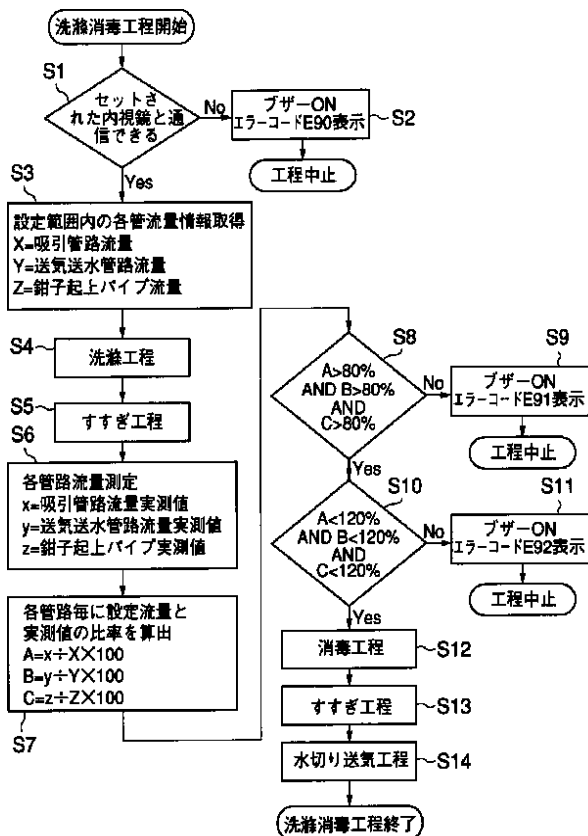 洗滌消毒工程開始
S1
セットさ
れた内視鏡と通
信できる
No
ブザーON
エラーコードE90表示
S2
工程中止
Yes
S3
設定範囲内の各管流量情報取得
X=吸引管路流量
Y=送気送水管路流量
Z=鉗子起上パイプ流量
S4
洗滌工程
S5
すすぎ工程
S6
各管路流量測定
x=吸引管路流量実測値
y=送気送水管路流量実測値
z=鉗子起上パイプ実測値
各管路毎に設定流量と
実測値の比率を算出
A=x÷X×100
B=y÷Y×100
C=z÷Z×100
S7
S8
A>80%
AND B>80%
AND
C>80%
No
S9
ブザーON
エラーコードE91表示
工程中止
Yes
S10
A<120%
AND B<120%
AND
C<120%
No
S11
ブザーON
エラーコードE92表示
工程中止
Yes
消毒工程
S12
すすぎ工程
S13
水切り送気工程
S14
洗滌消毒工程終了